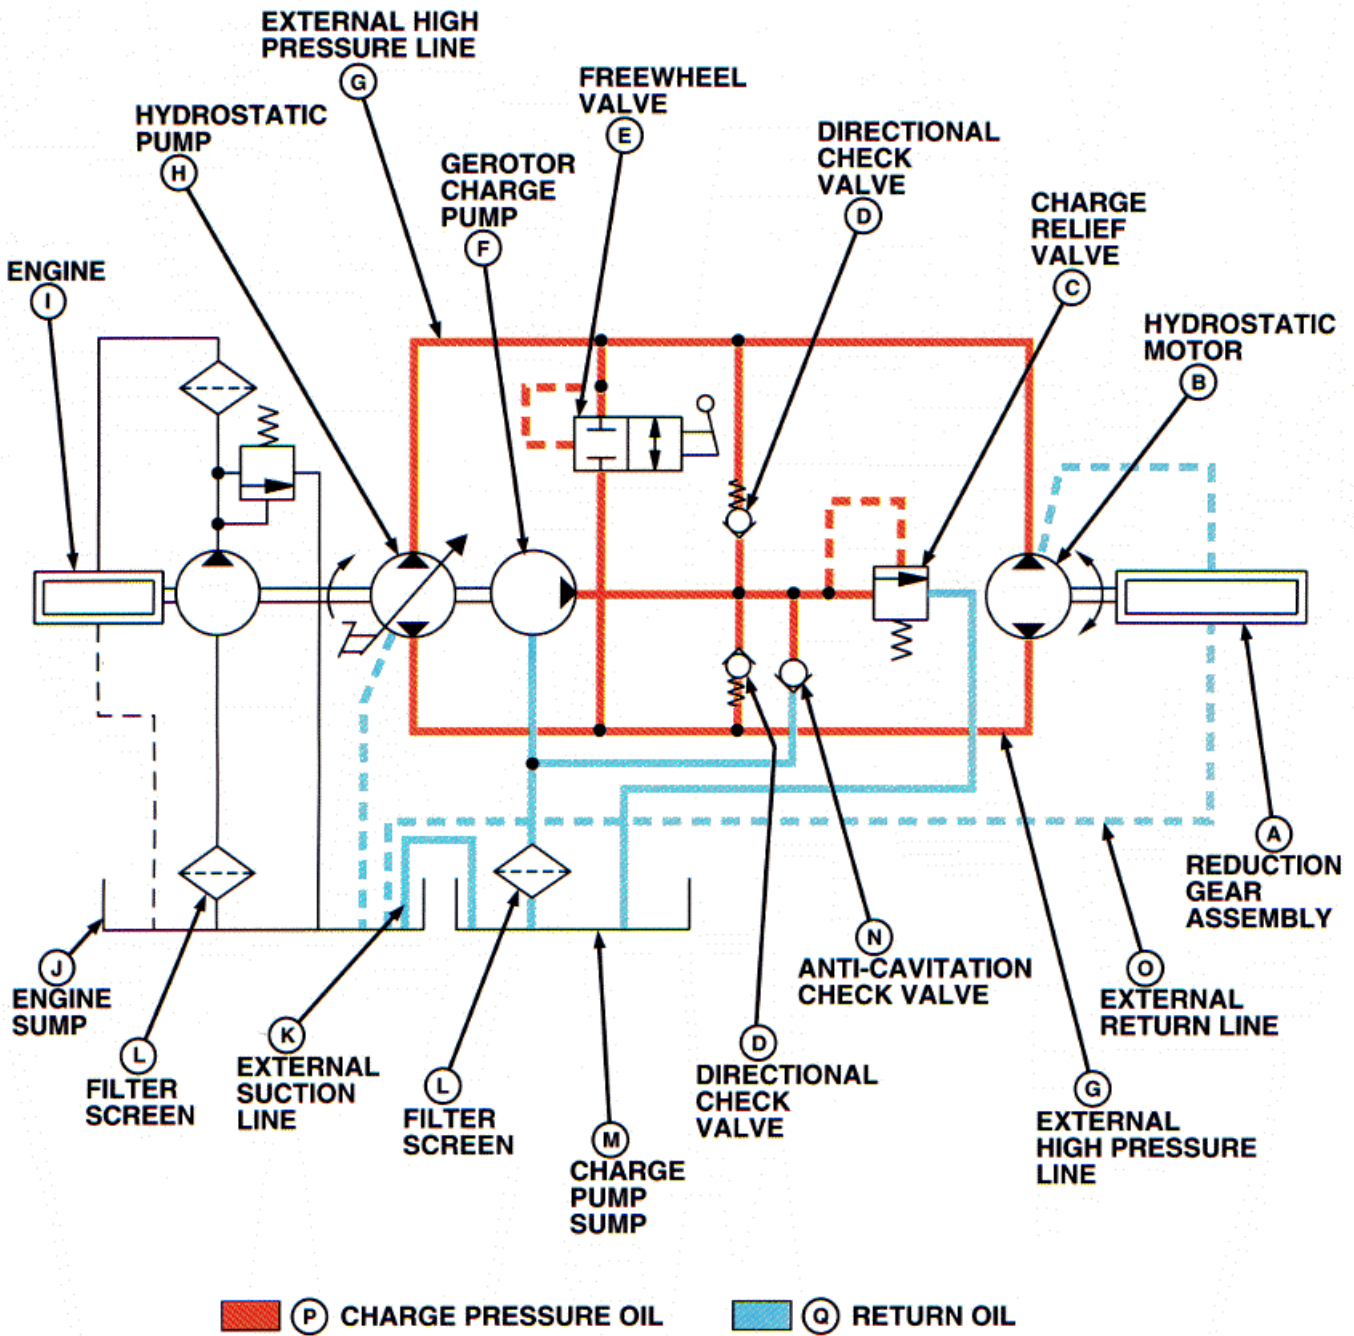 EXTERNAL HIGH
PRESSURE LINE
G
FREEWHEEL
VALVE
E
HYDROSTATIC
PUMP
H
GEROTOR
CHARGE
PUMP
F
DIRECTIONAL
CHECK
VALVE
D
CHARGE
RELIEF
VALVE
C
ENGINE
I
HYDROSTATIC
MOTOR
B
A
REDUCTION
GEAR
ASSEMBLY
J
ENGINE
SUMP
L
FILTER
SCREEN
K
EXTERNAL
SUCTION
LINE
L
FILTER
SCREEN
M
CHARGE
PUMP
SUMP
D
DIRECTIONAL
CHECK
VALVE
N
ANTI-CAVITATION
CHECK VALVE
O
EXTERNAL
RETURN LINE
G
EXTERNAL
HIGH PRESSURE
LINE
P CHARGE PRESSURE OIL
Q RETURN OIL